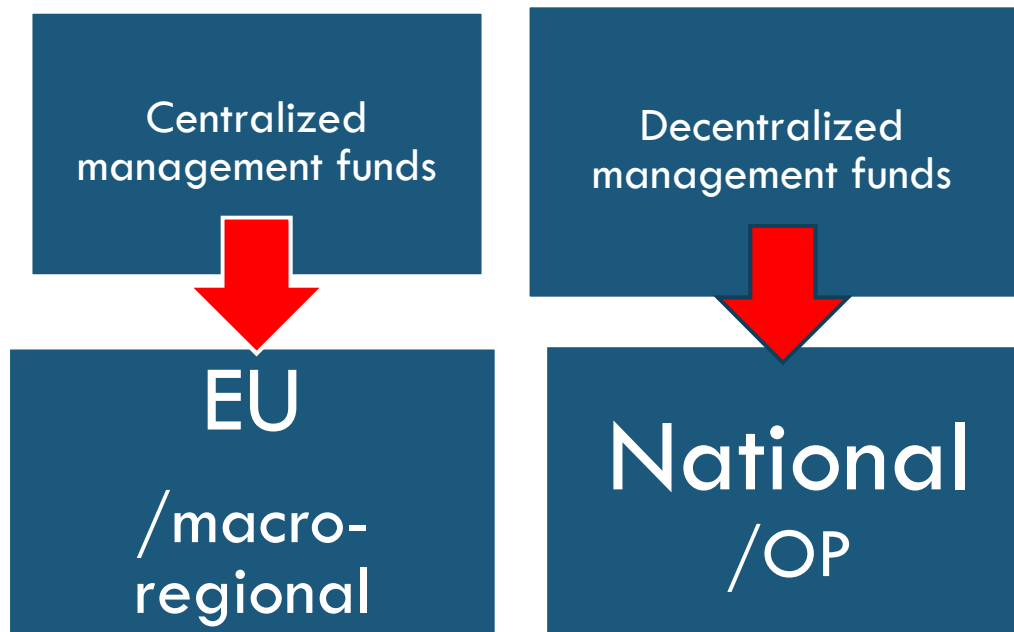 Centralized
management funds
Decentralized
management funds
EU
/macro-
regional
National
/OP